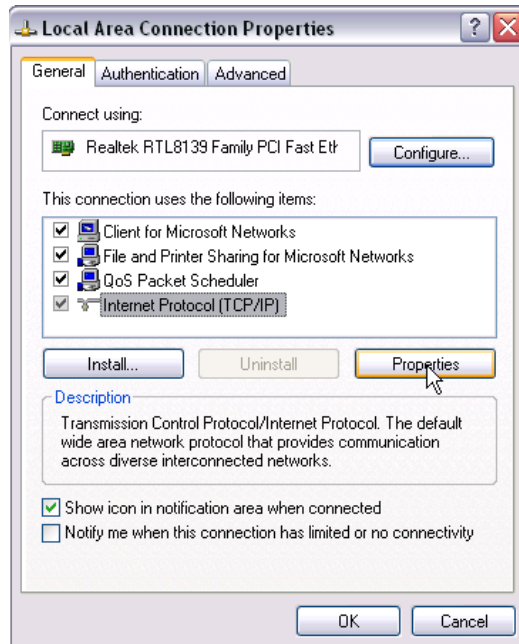 Local Area Connection Properties
General
Authentication
Advanced
Connect using:
Realtek RTL8139 Family PCI Fast Eth
Configure...
This connection uses the following items:
Client for Microsoft Networks
File and Printer Sharing for Microsoft Networks
QoS Packet Scheduler
Internet Protocol (TCP/IP)
Install...
Uninstall
Properties
Description
Transmission Control Protocol/Internet Protocol. The default
wide area network protocol that provides communication
across diverse interconnected networks.
Show icon in notification area when connected
Notify me when this connection has limited or no connectivity
OK
Cancel